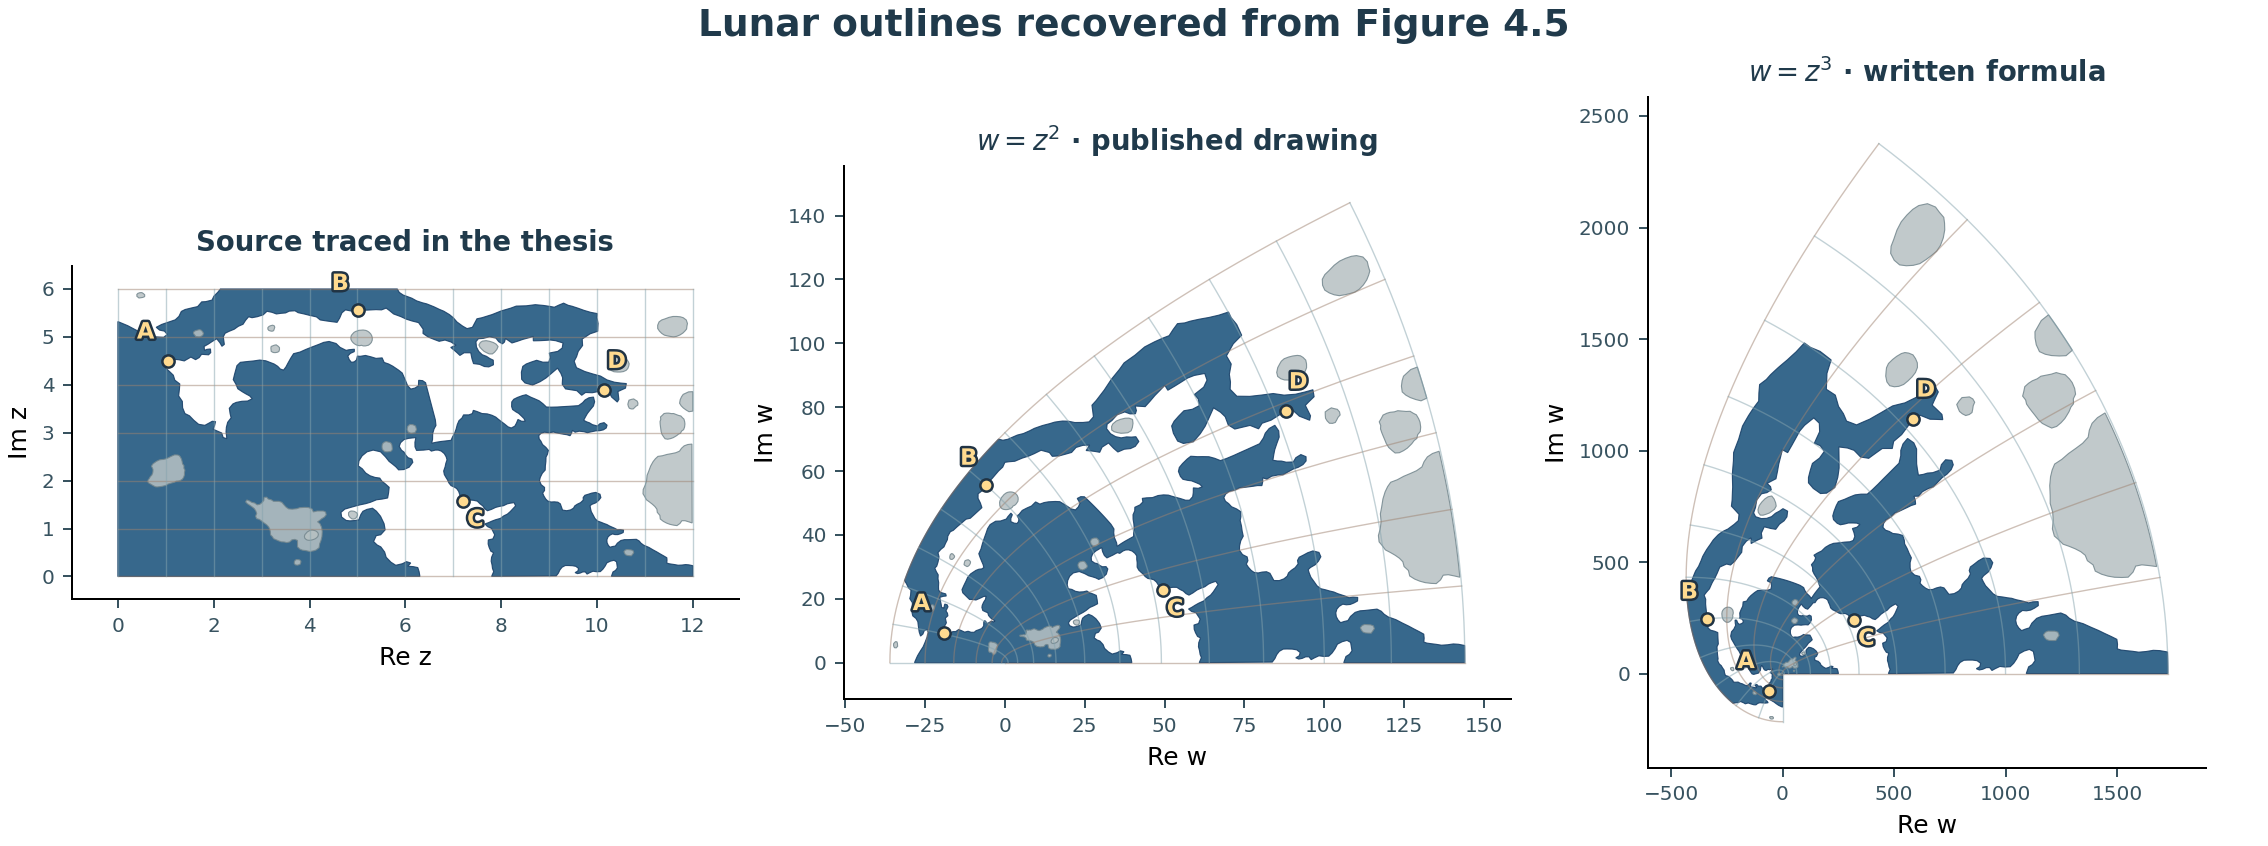 Lunar outlines recovered from Figure 4.5
Source traced in the thesis
6
5
4
3
2
1
0
Im z
A
B
C
D
0 2 4 6 8 10 12
Re z
w = z² · published drawing
140
120
100
80
60
40
20
0
Im w
A
B
C
D
−50 −25 0 25 50 75 100 125 150
Re w
w = z³ · written formula
2500
2000
1500
1000
500
0
Im w
A
B
C
D
−500 0 500 1000 1500
Re w